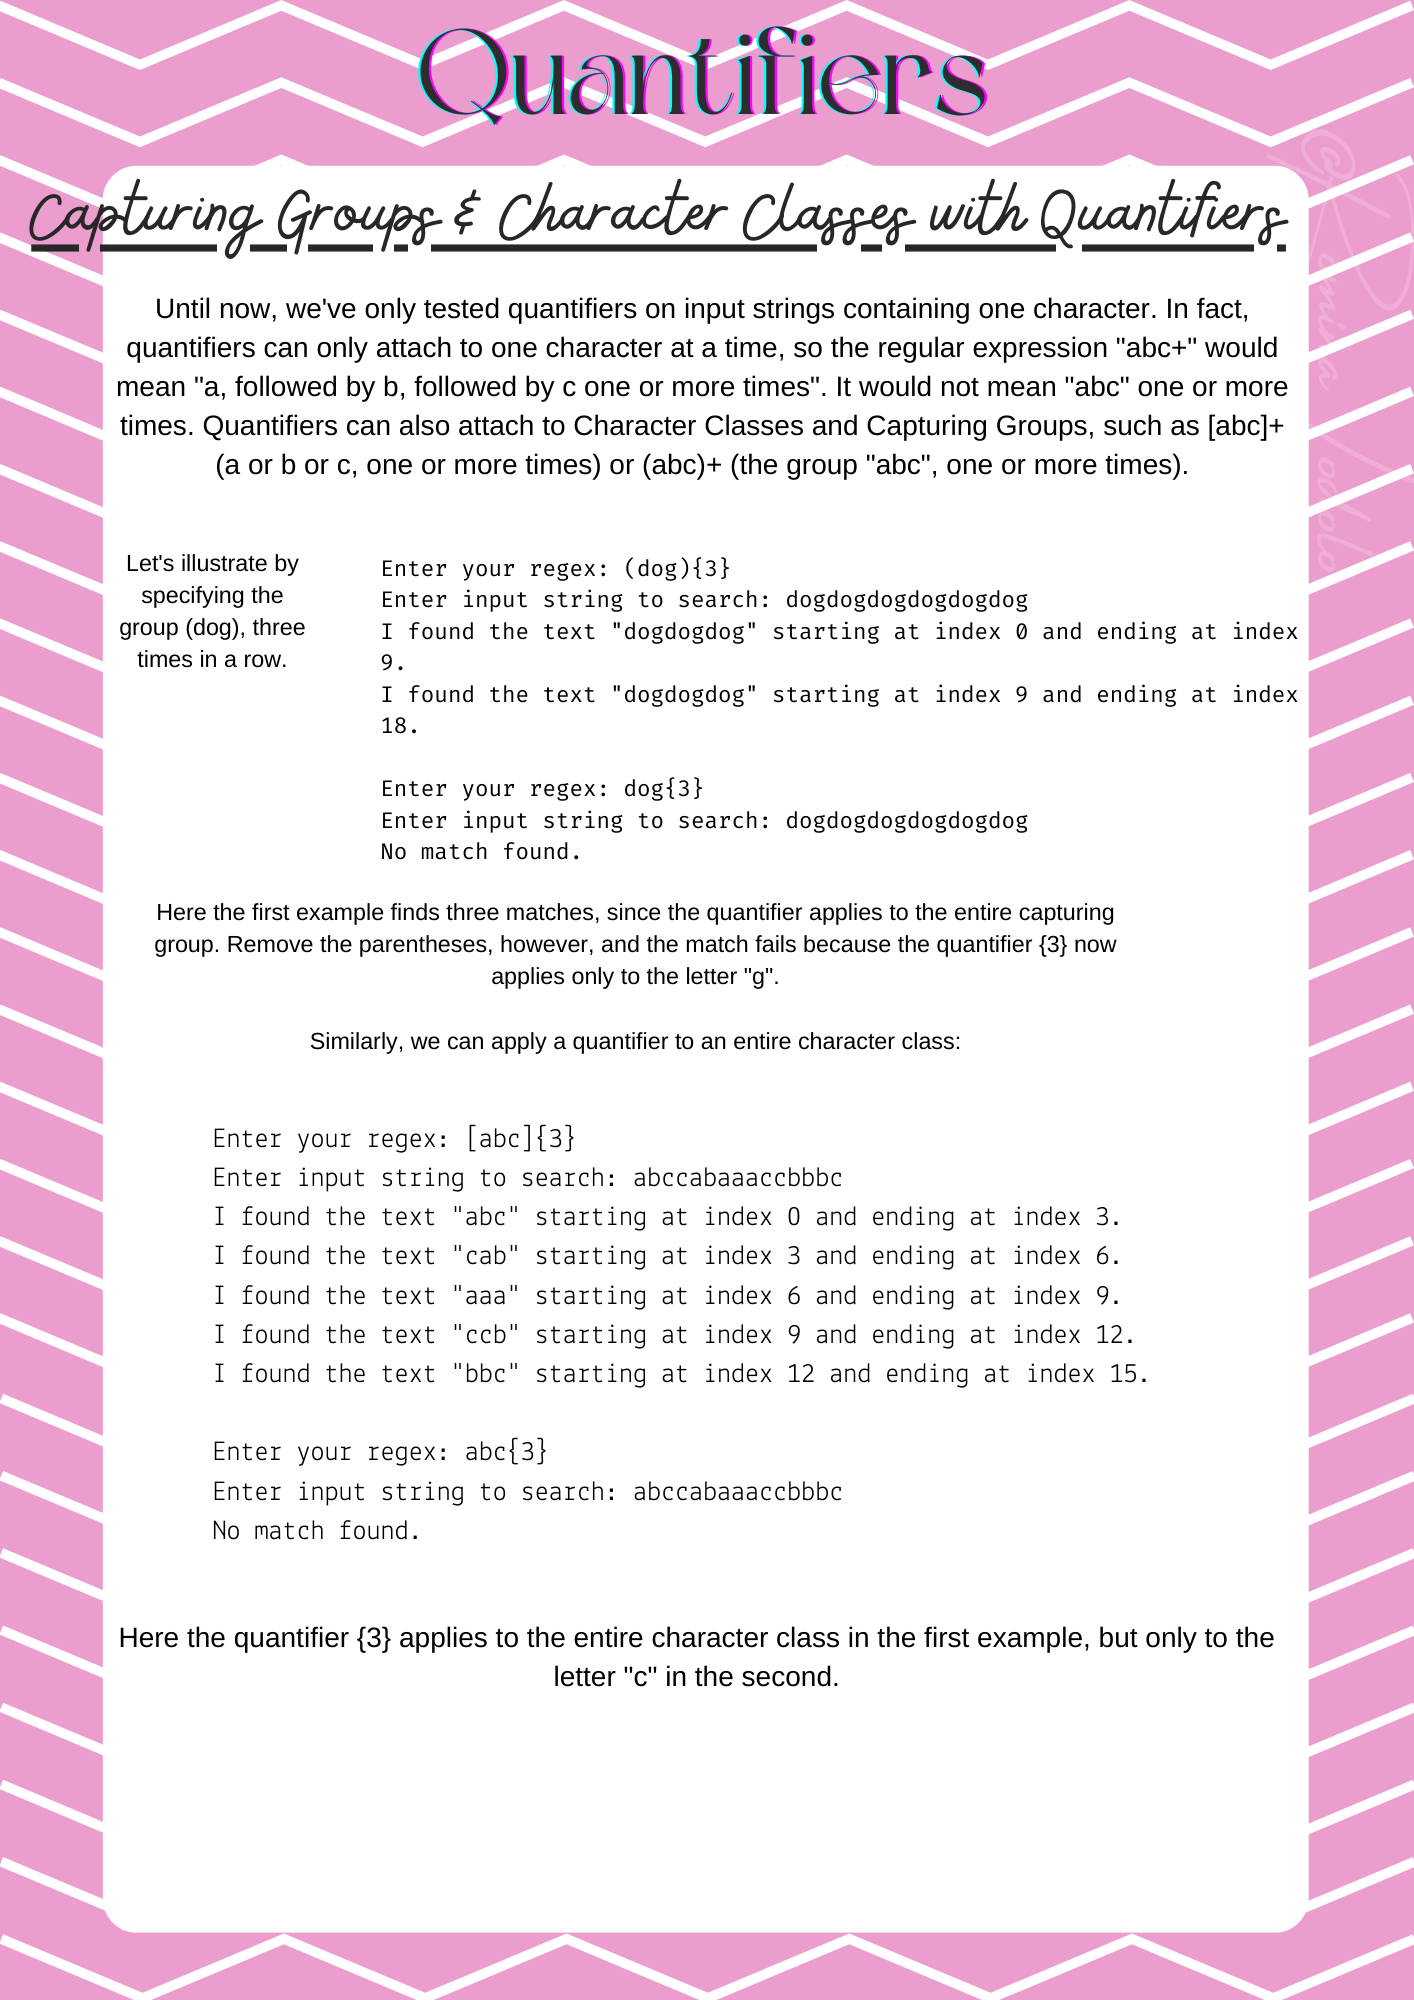 Quantifiers
Capturing Groups & Character Classes with Quantifiers
Until now, we've only tested quantifiers on input strings containing one character. In fact,
quantifiers can only attach to one character at a time, so the regular expression "abc+" would
mean "a, followed by b, followed by c one or more times". It would not mean "abc" one or more
times. Quantifiers can also attach to Character Classes and Capturing Groups, such as [abc]+
(a or b or c, one or more times) or (abc)+ (the group "abc", one or more times).
Let's illustrate by
specifying the
group (dog), three
times in a row.
Enter your regex: (dog){3}
Enter input string to search: dogdogdogdogdogdog
I found the text "dogdogdog" starting at index 0 and ending at index
9.
I found the text "dogdogdog" starting at index 9 and ending at index
18.
Enter your regex: dog{3}
Enter input string to search: dogdogdogdogdogdog
No match found.
Here the first example finds three matches, since the quantifier applies to the entire capturing
group. Remove the parentheses, however, and the match fails because the quantifier {3} now
applies only to the letter "g".
Similarly, we can apply a quantifier to an entire character class:
Enter your regex: [abc]{3}
Enter input string to search: abccabaaaccbbbc
I found the text "abc" starting at index 0 and ending at index 3.
I found the text "cab" starting at index 3 and ending at index 6.
I found the text "aaa" starting at index 6 and ending at index 9.
I found the text "ccb" starting at index 9 and ending at index 12.
I found the text "bbc" starting at index 12 and ending at index 15.
Enter your regex: abc{3}
Enter input string to search: abccabaaaccbbbc
No match found.
Here the quantifier {3} applies to the entire character class in the first example, but only to the
letter "c" in the second.